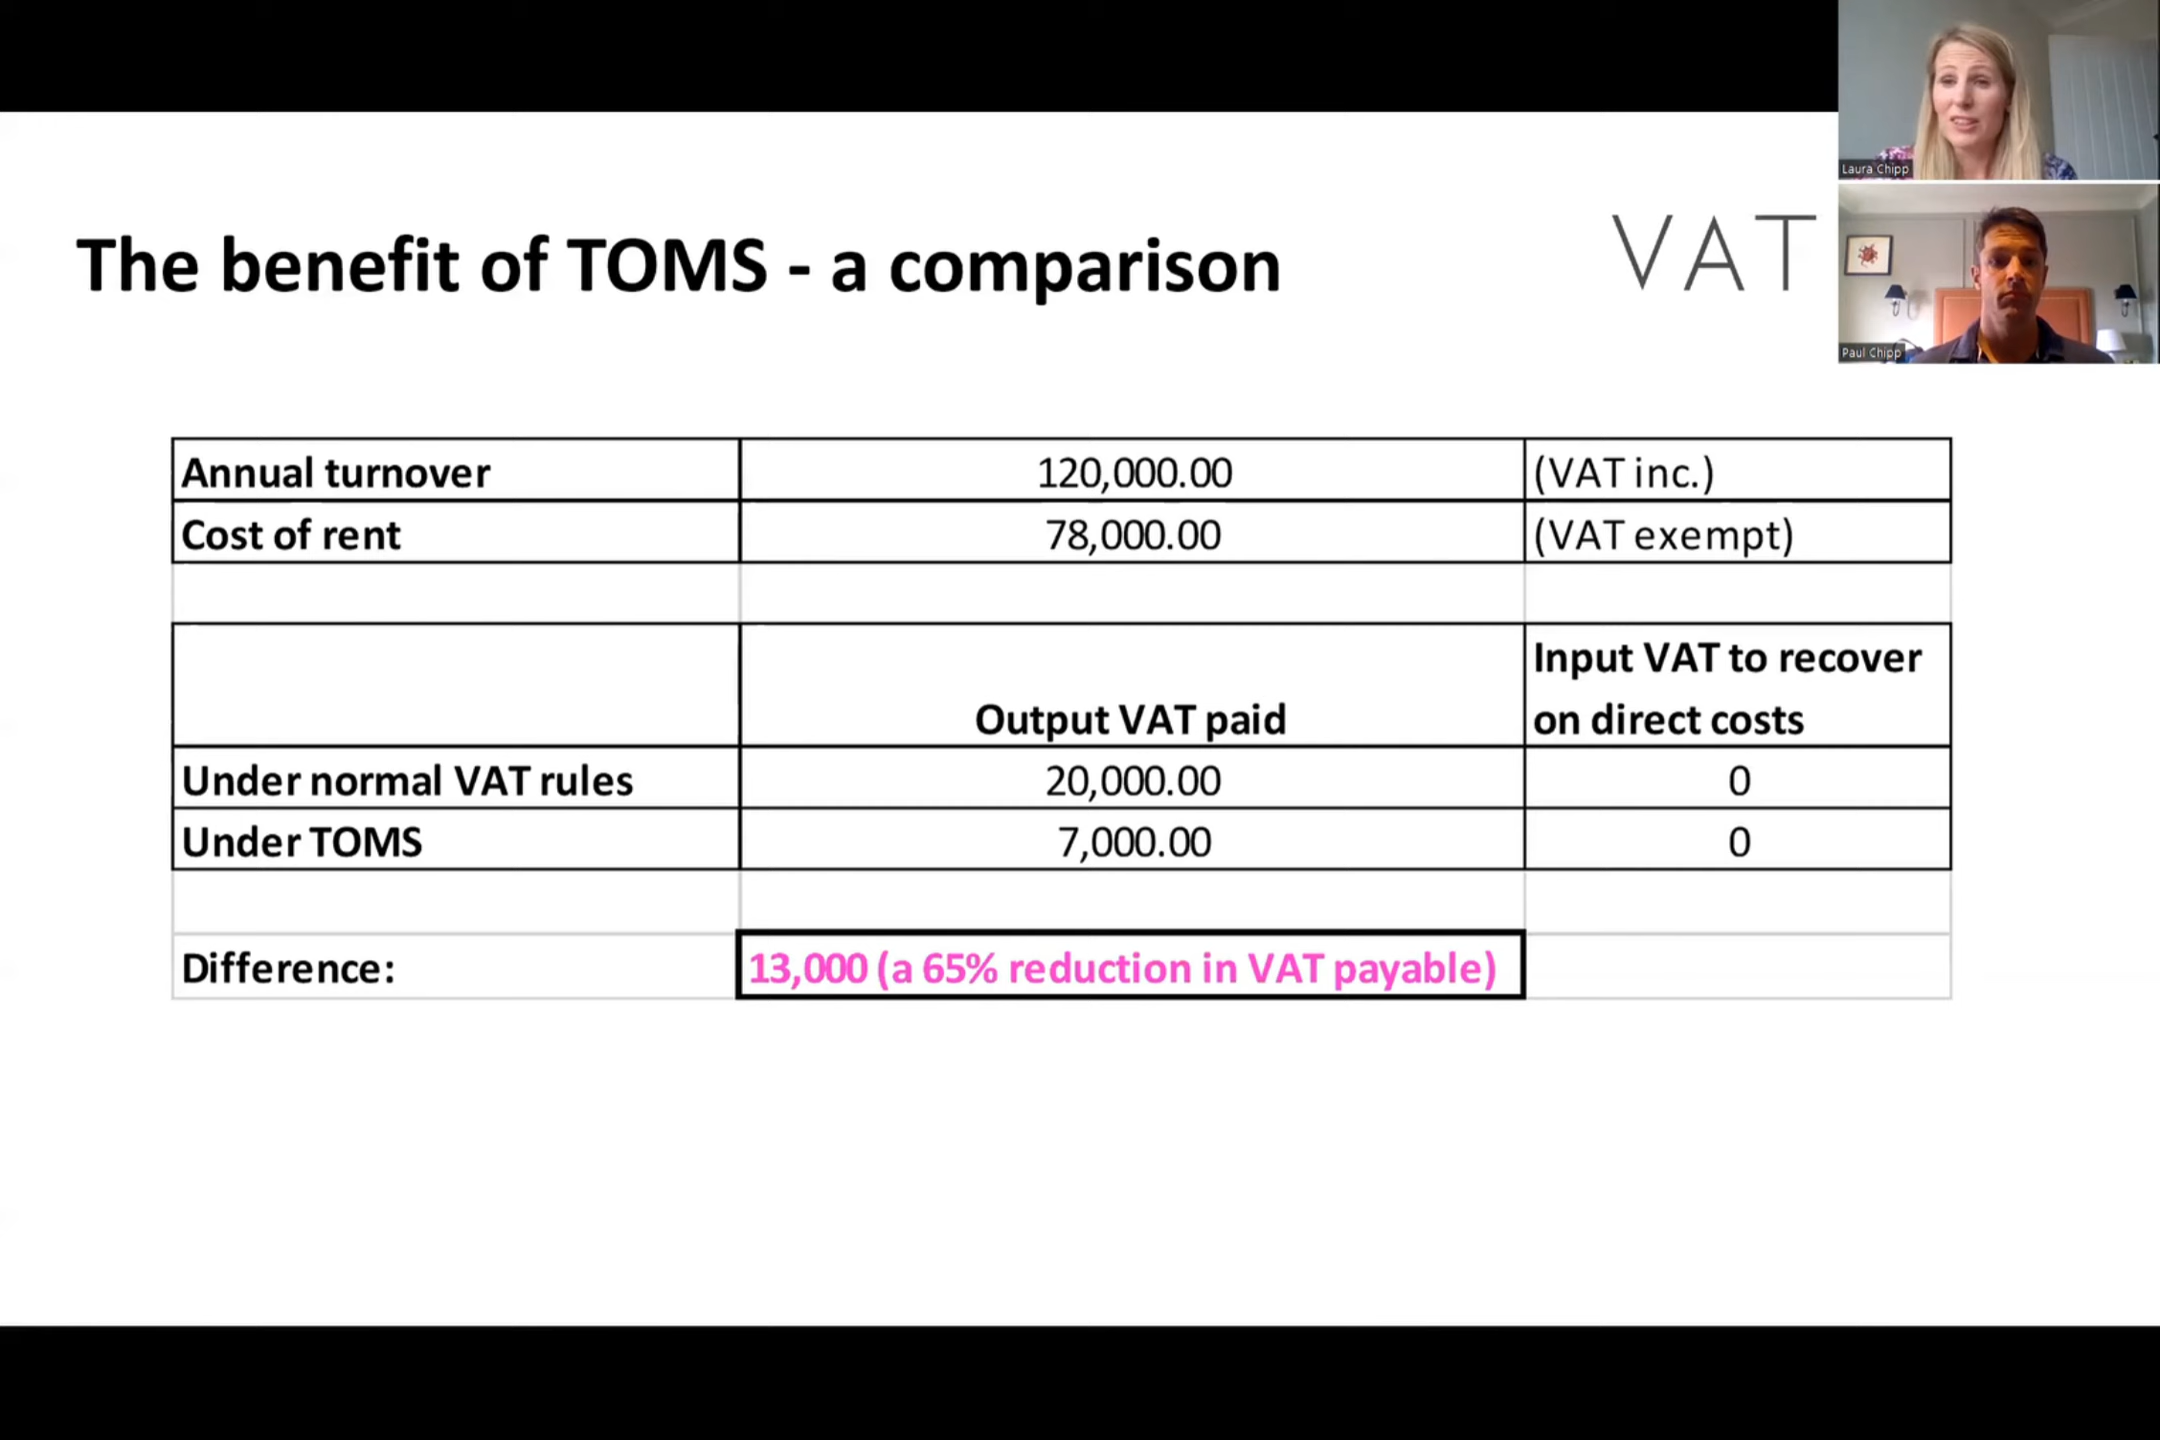 Laura Chipp
The benefit of TOMS - a comparison
VAT
Paul Chipp
Annual turnover 120,000.00 (VAT inc.)
Cost of rent 78,000.00 (VAT exempt)
Input VAT to recover
Output VAT paid on direct costs
Under normal VAT rules 20,000.00 0
Under TOMS 7,000.00 0
Difference: 13,000 (a 65% reduction in VAT payable)